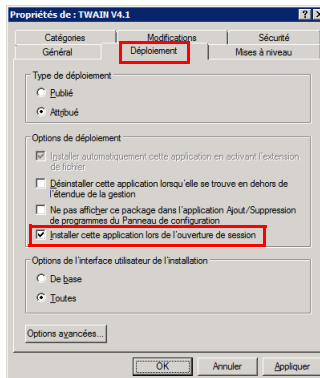 Propriétés de : TWAIN V4.1
Catégories Modifications Sécurité
Général Déploiement Mises à niveau
Type de déploiement
Publié
Attribué
Options de déploiement
Installer automatiquement cette application en activant l'extension
de fichier
Désinstaller cette application lorsqu'elle se trouve en dehors de
l'étendue de la gestion
Ne pas afficher ce package dans l'application Ajout/Suppression
de programmes du Panneau de configuration
Installer cette application lors de l'ouverture de session
Options de l'interface utilisateur de l'installation
De base
Toutes
Options avancées...
OK Annuler Appliquer